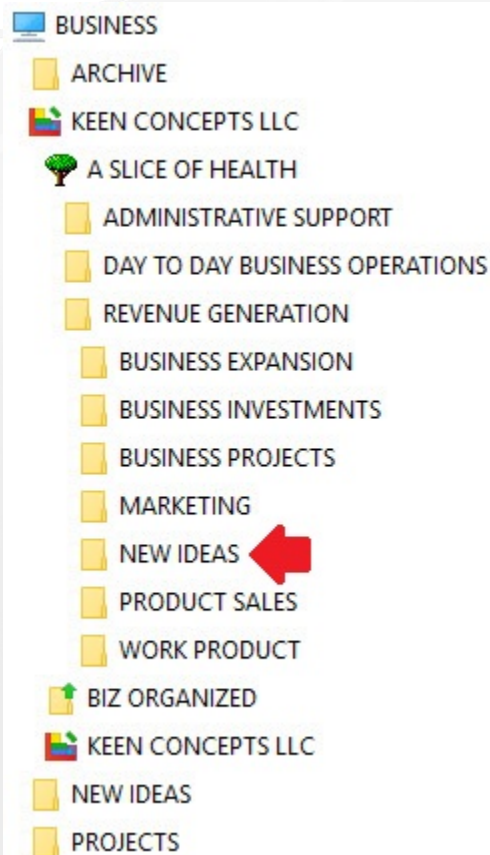 BUSINESS
ARCHIVE
KEEN CONCEPTS LLC
A SLICE OF HEALTH
ADMINISTRATIVE SUPPORT
DAY TO DAY BUSINESS OPERATIONS
REVENUE GENERATION
BUSINESS EXPANSION
BUSINESS INVESTMENTS
BUSINESS PROJECTS
MARKETING
NEW IDEAS
PRODUCT SALES
WORK PRODUCT
BIZ ORGANIZED
KEEN CONCEPTS LLC
NEW IDEAS
PROJECTS